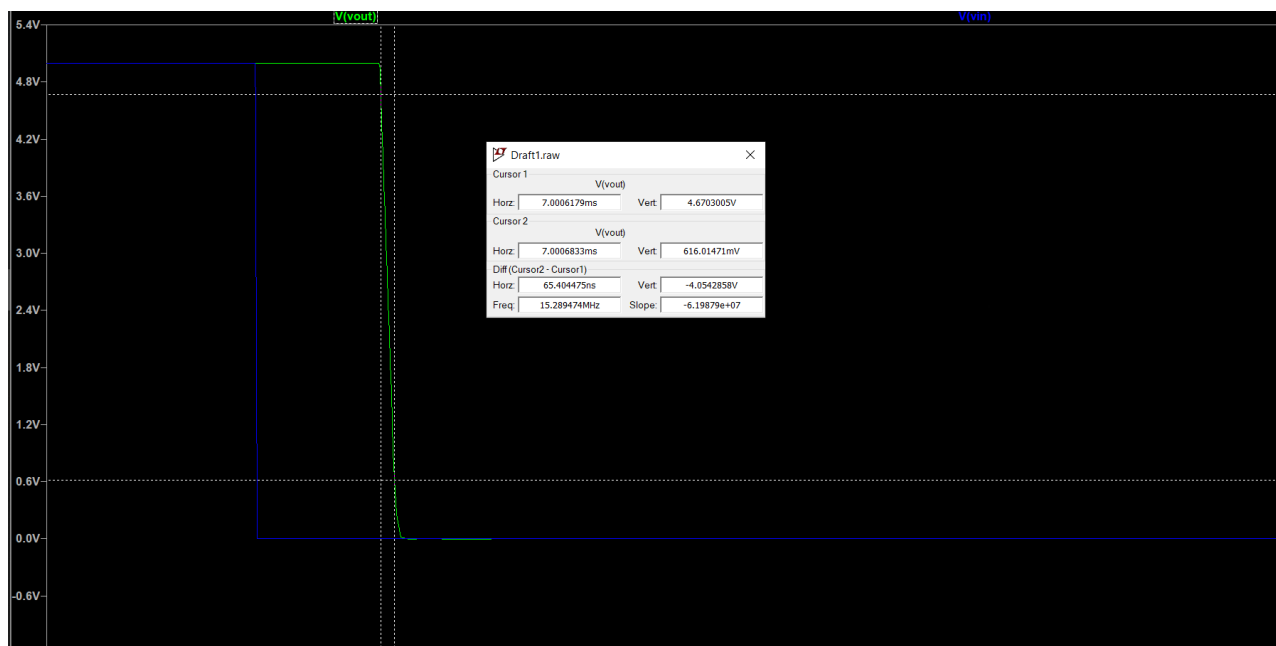 V(vout) V(vin)
5.4V
4.8V
4.2V
3.6V
3.0V
2.4V
1.8V
1.2V
0.6V
0.0V
-0.6V
Draft1.raw
Cursor 1
V(vout)
Horz: 7.0006179ms Vert: 4.6703005V
Cursor 2
V(vout)
Horz: 7.0006833ms Vert: 616.01471mV
Diff (Cursor2 - Cursor1)
Horz: 65.404475ns Vert: -4.0542858V
Freq: 15.289474MHz Slope: -6.19879e+07